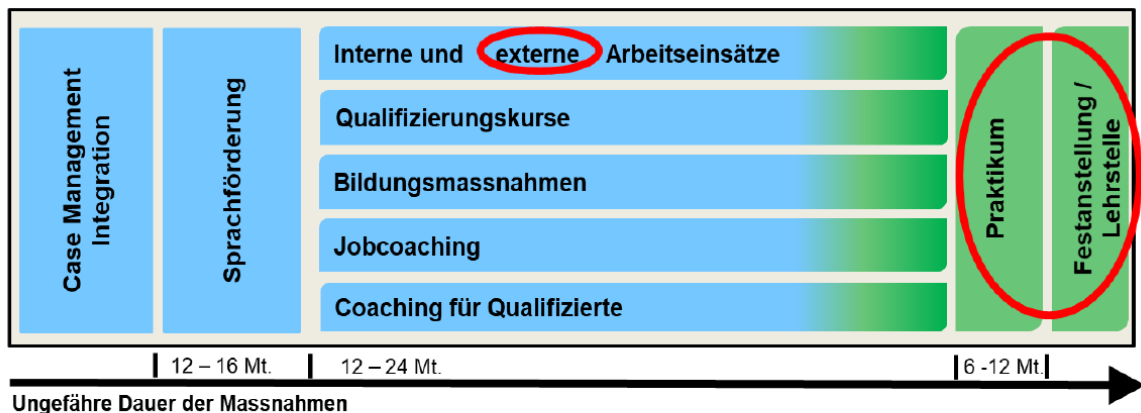 Case Management
Integration
Sprachförderung
Interne und externe Arbeitseinsätze
Qualifizierungskurse
Bildungsmassnahmen
Jobcoaching
Coaching für Qualifizierte
Praktikum
Festanstellung /
Lehrstelle
12 – 16 Mt.
12 – 24 Mt.
6 -12 Mt.
Ungefähre Dauer der Massnahmen